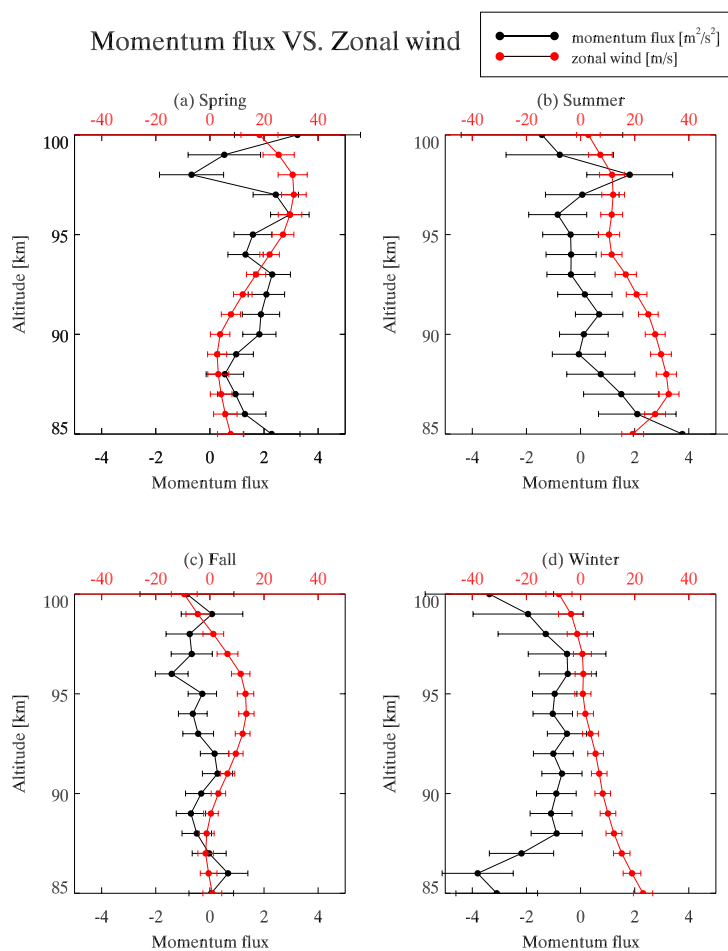 Momentum flux VS. Zonal wind
momentum flux [m²/s²]
zonal wind [m/s]
(a) Spring
-40 -20 0 20 40
100
95
90
85
Altitude [km]
-4 -2 0 2 4
Momentum flux
(b) Summer
-40 -20 0 20 40
100
95
90
85
Altitude [km]
-4 -2 0 2 4
Momentum flux
(c) Fall
-40 -20 0 20 40
100
95
90
85
Altitude [km]
-4 -2 0 2 4
Momentum flux
(d) Winter
-40 -20 0 20 40
100
95
90
85
Altitude [km]
-4 -2 0 2 4
Momentum flux